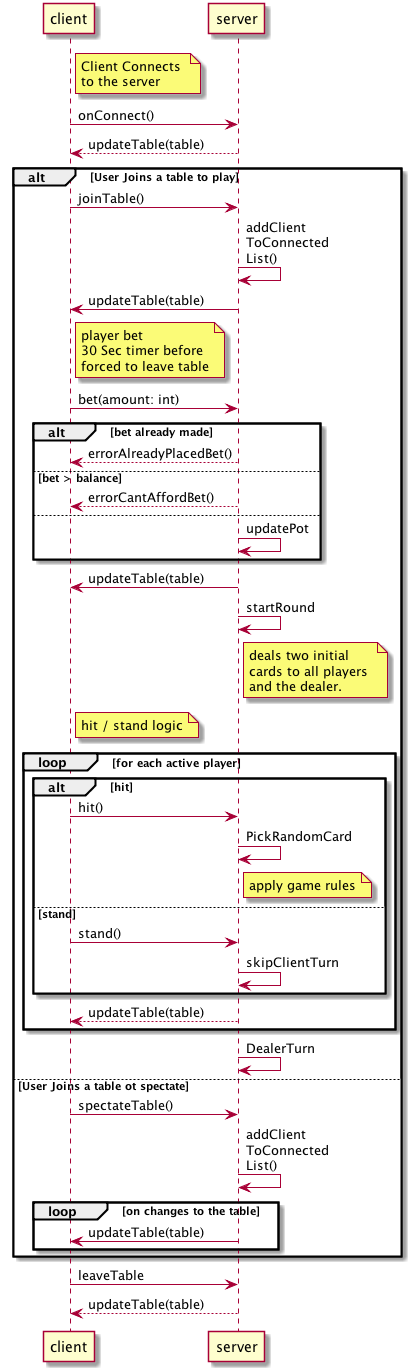 client
server
Client Connects
to the server
onConnect()
updateTable(table)
alt
[User Joins a table to play]
joinTable()
addClient
ToConnected
List()
updateTable(table)
player bet
30 Sec timer before
forced to leave table
bet(amount: int)
alt
[bet already made]
errorAlreadyPlacedBet()
[bet > balance]
errorCantAffordBet()
updatePot
updateTable(table)
startRound
deals two initial
cards to all players
and the dealer.
hit / stand logic
loop
[for each active player]
alt
[hit]
hit()
PickRandomCard
apply game rules
[stand]
stand()
skipClientTurn
updateTable(table)
DealerTurn
[User Joins a table ot spectate]
spectateTable()
addClient
ToConnected
List()
loop
[on changes to the table]
updateTable(table)
leaveTable
updateTable(table)
client
server